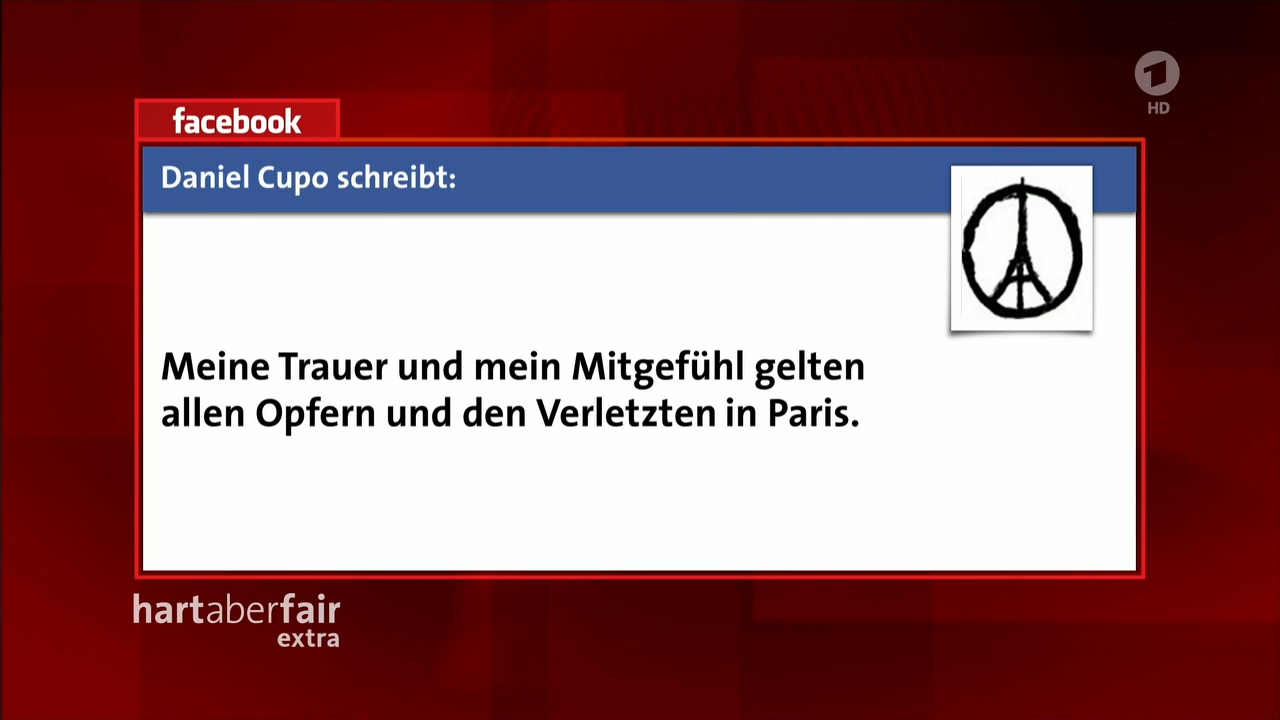 1
HD
facebook
Daniel Cupo schreibt:
Meine Trauer und mein Mitgefühl gelten
allen Opfern und den Verletzten in Paris.
hartaberfair
extra